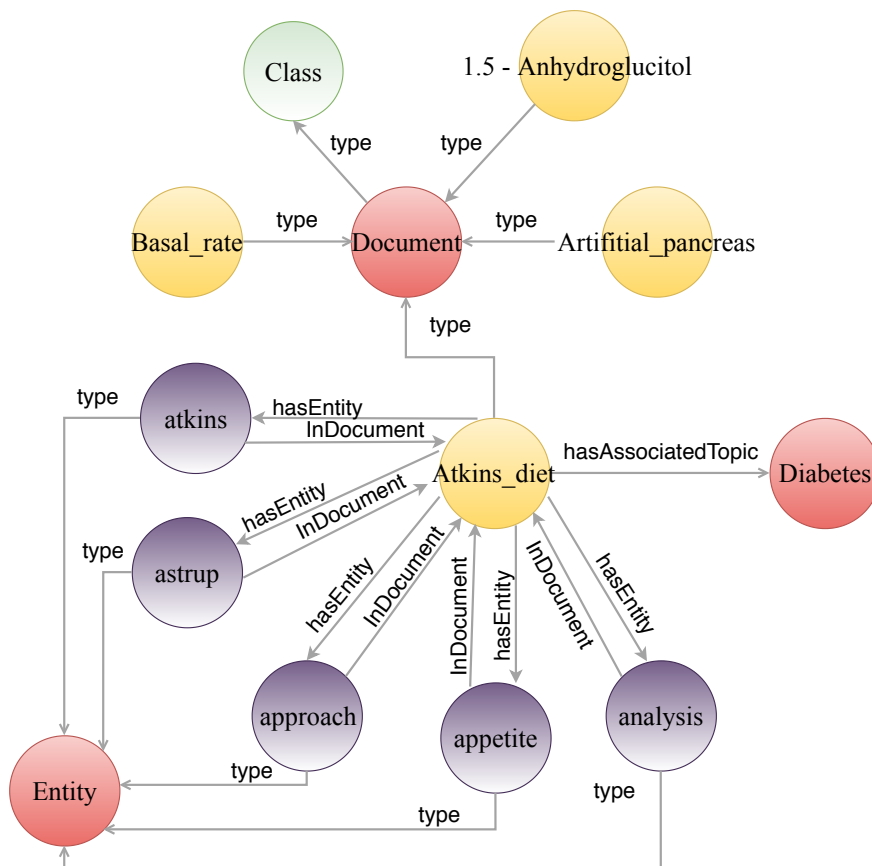 Class
1.5 - Anhydroglucitol
type
type
Basal_rate
type
Document
type
Artifitial_pancreas
type
type
atkins
hasEntity
InDocument
Atkins_diet
hasAssociatedTopic
Diabetes
hasEntity
InDocument
type
astrup
hasEntity
InDocument
InDocument
hasEntity
InDocument
hasEntity
approach
appetite
analysis
type
Entity
type
type